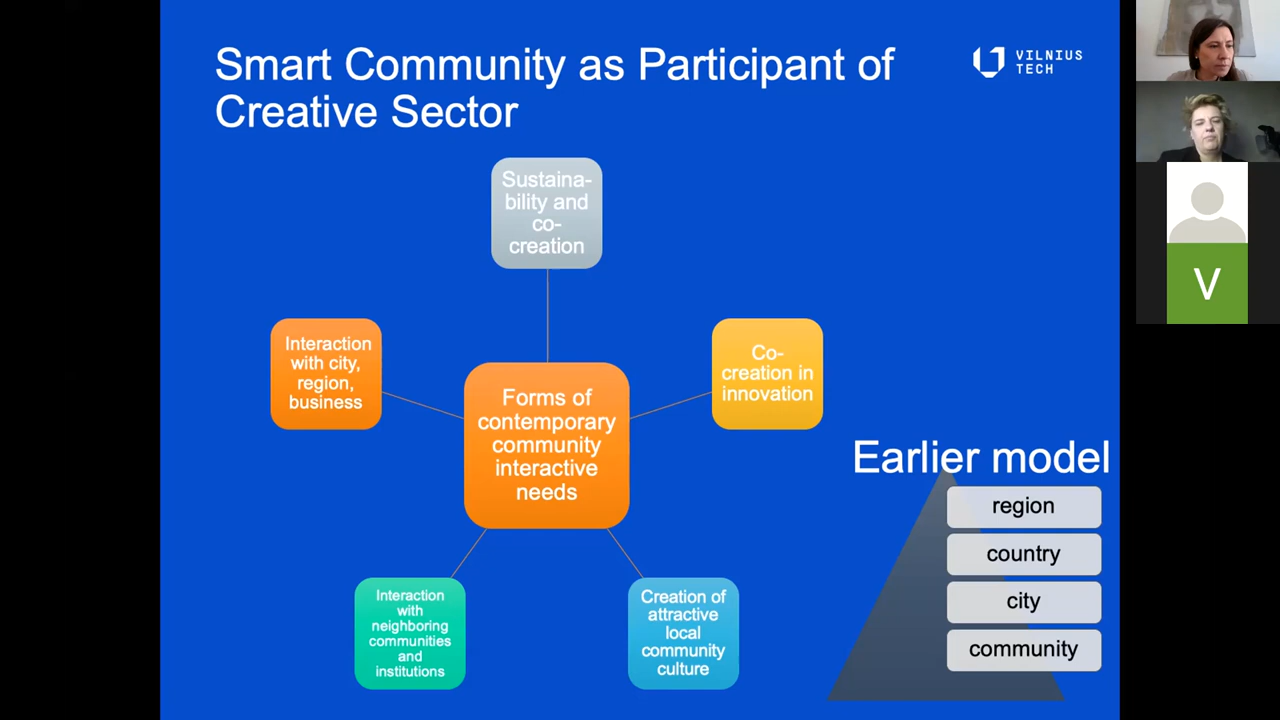 Smart Community as Participant of
Creative Sector
VILNIUS
TECH
Sustaina-
bility and
co-
creation
Interaction
with city,
region,
business
Co-
creation in
innovation
Forms of
contemporary
community
interactive
needs
Interaction
with
neighboring
communities
and
institutions
Creation of
attractive
local
community
culture
Earlier model
region
country
city
community
V